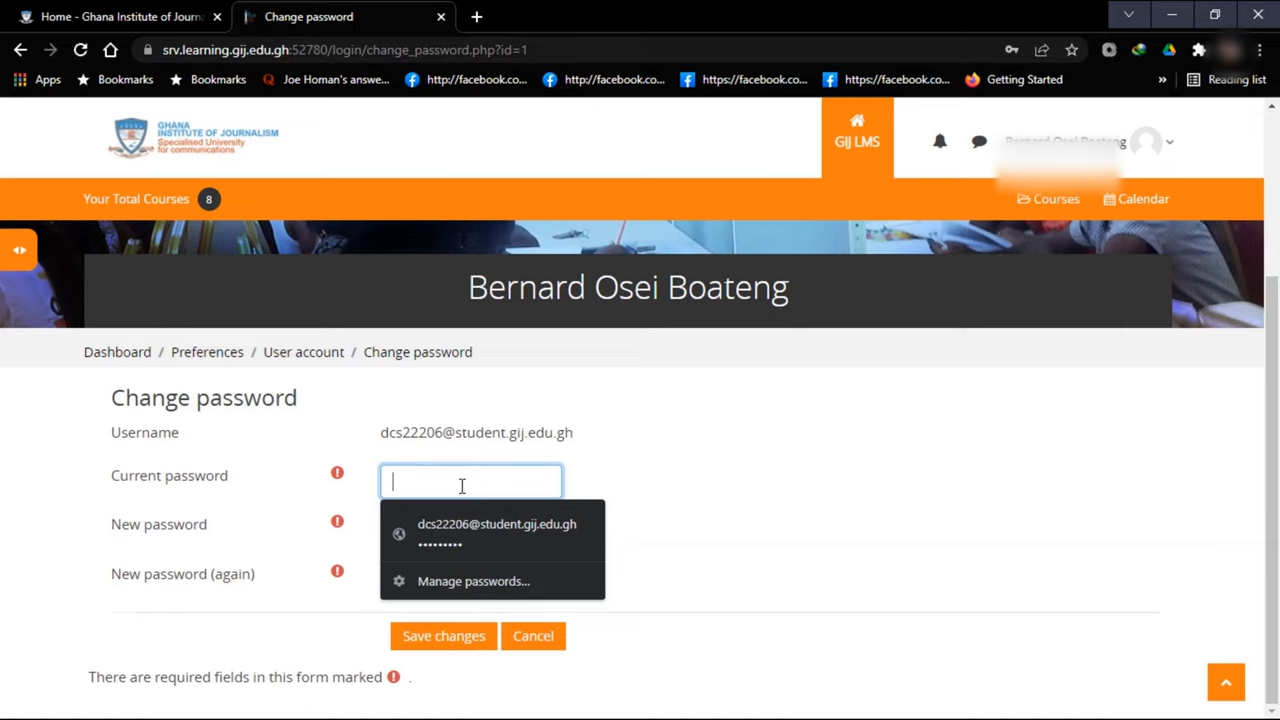 Home - Ghana Institute of Journ
Change password
srv.learning.gij.edu.gh:52780/login/change_password.php?id=1
Apps
Bookmarks
Bookmarks
Joe Homan's answe...
http://facebook.co...
http://facebook.co...
https://facebook.co...
https://facebook.co...
Getting Started
»
Reading list
GHANA
INSTITUTE OF JOURNALISM
Specialised University
for communications
GIJ LMS
Bernard Osei Boateng
Your Total Courses 8
Courses
Calendar
Bernard Osei Boateng
Dashboard / Preferences / User account / Change password
Change password
Username dcs22206@student.gij.edu.gh
Current password
dcs22206@student.gij.edu.gh
•••••••••
New password
Manage passwords...
New password (again)
Save changes
Cancel
There are required fields in this form marked .